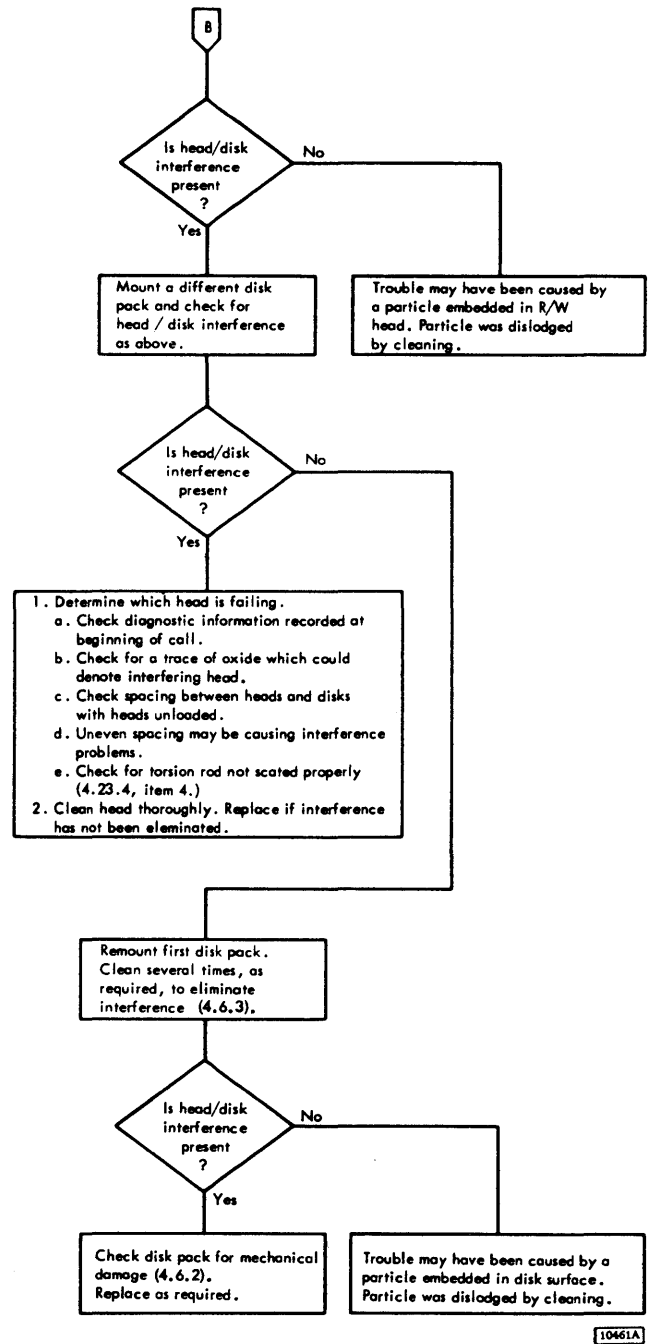 B
Is head/disk
interference
present
?
No
Yes
Mount a different disk
pack and check for
head / disk interference
as above.
Trouble may have been caused by
a particle embedded in R/W
head. Particle was dislodged
by cleaning.
Is head/disk
interference
present
?
No
Yes
1. Determine which head is failing.
a. Check diagnostic information recorded at
beginning of call.
b. Check for a trace of oxide which could
denote interfering head.
c. Check spacing between heads and disks
with heads unloaded.
d. Uneven spacing may be causing interference
problems.
e. Check for torsion rod not scated properly
(4.23.4, item 4.)
2. Clean head thoroughly. Replace if interference
has not been eleminated.
Remount first disk pack.
Clean several times, as
required, to eliminate
interference (4.6.3).
Is head/disk
interference
present
?
No
Yes
Check disk pack for mechanical
damage (4.6.2).
Replace as required.
Trouble may have been caused by a
particle embedded in disk surface.
Particle was dislodged by cleaning.
10461A